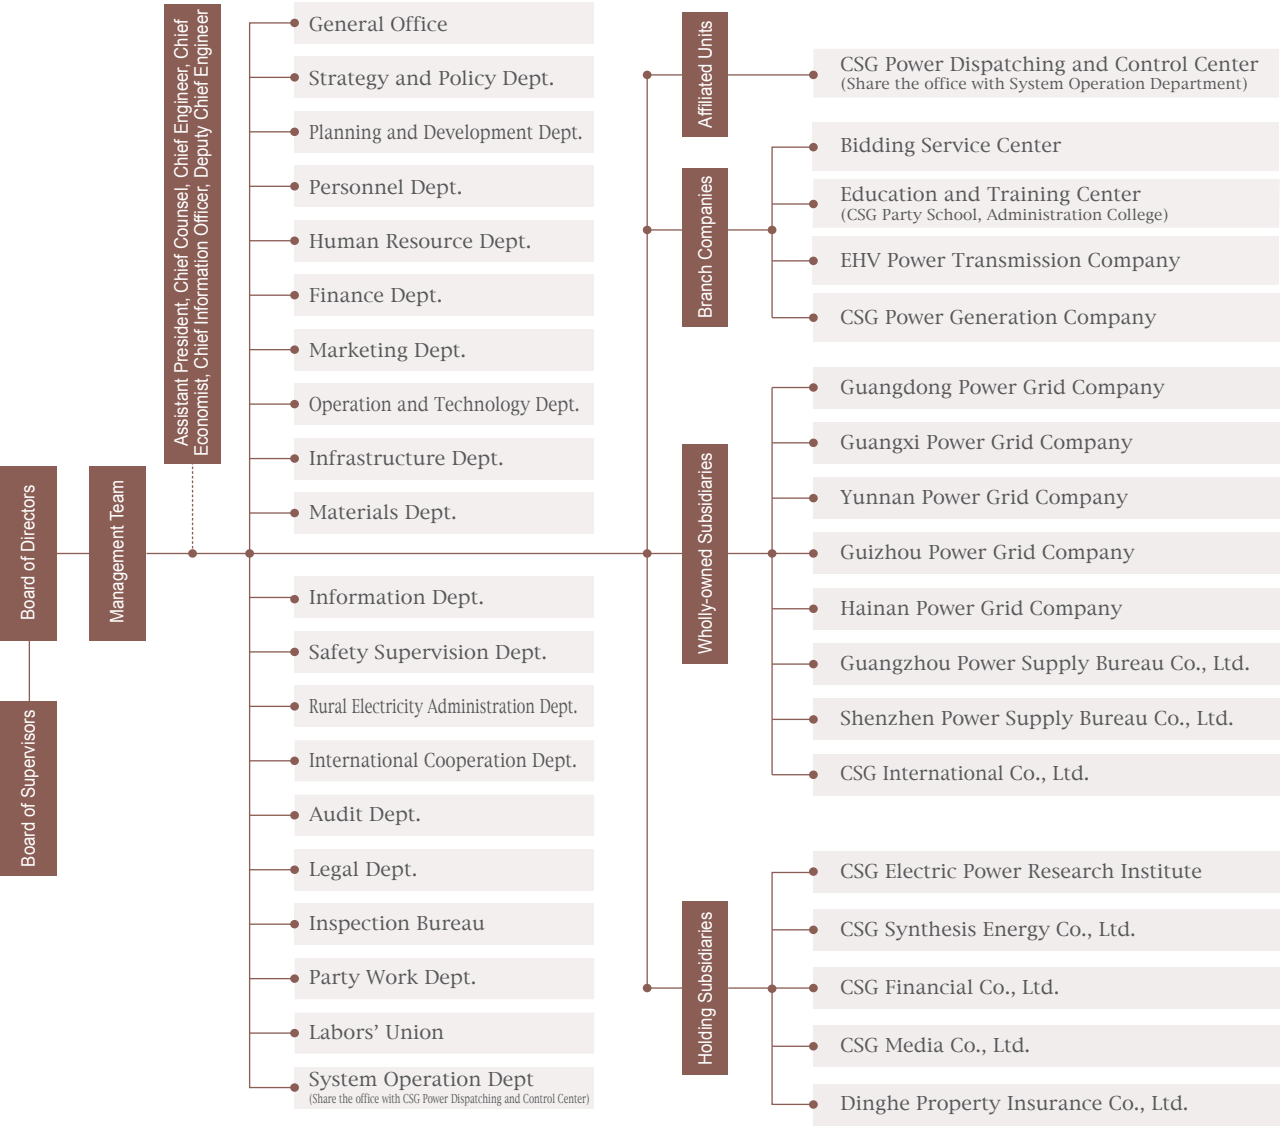 Board of Directors
Board of Supervisors
Management Team
Assistant President, Chief Counsel, Chief Engineer, Chief
Economist, Chief Information Officer, Deputy Chief Engineer
General Office
Strategy and Policy Dept.
Planning and Development Dept.
Personnel Dept.
Human Resource Dept.
Finance Dept.
Marketing Dept.
Operation and Technology Dept.
Infrastructure Dept.
Materials Dept.
Information Dept.
Safety Supervision Dept.
Rural Electricity Administration Dept.
International Cooperation Dept.
Audit Dept.
Legal Dept.
Inspection Bureau
Party Work Dept.
Labors’ Union
System Operation Dept
(Share the office with CSG Power Dispatching and Control Center)
Affiliated Units
CSG Power Dispatching and Control Center
(Share the office with System Operation Department)
Branch Companies
Bidding Service Center
Education and Training Center
(CSG Party School, Administration College)
EHV Power Transmission Company
CSG Power Generation Company
Wholly-owned Subsidiaries
Guangdong Power Grid Company
Guangxi Power Grid Company
Yunnan Power Grid Company
Guizhou Power Grid Company
Hainan Power Grid Company
Guangzhou Power Supply Bureau Co., Ltd.
Shenzhen Power Supply Bureau Co., Ltd.
CSG International Co., Ltd.
Holding Subsidiaries
CSG Electric Power Research Institute
CSG Synthesis Energy Co., Ltd.
CSG Financial Co., Ltd.
CSG Media Co., Ltd.
Dinghe Property Insurance Co., Ltd.